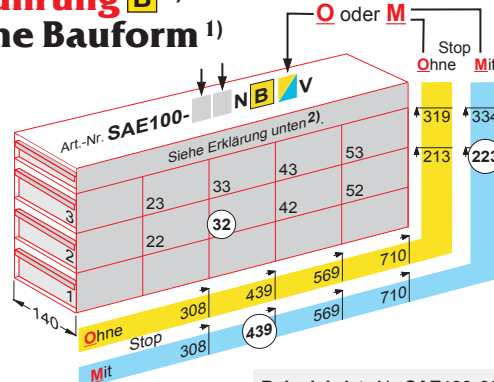 B
ne Bauform 1)
O oder M
Stop
Ohne
Mit
Art.-Nr. SAE100- N B V
Siehe Erklärung unten 2).
319
334
213
223
53
43
33
23
52
42
32
22
3
2
1
140
Ohne
308
439
569
710
Stop
Mit
308
439
569
710